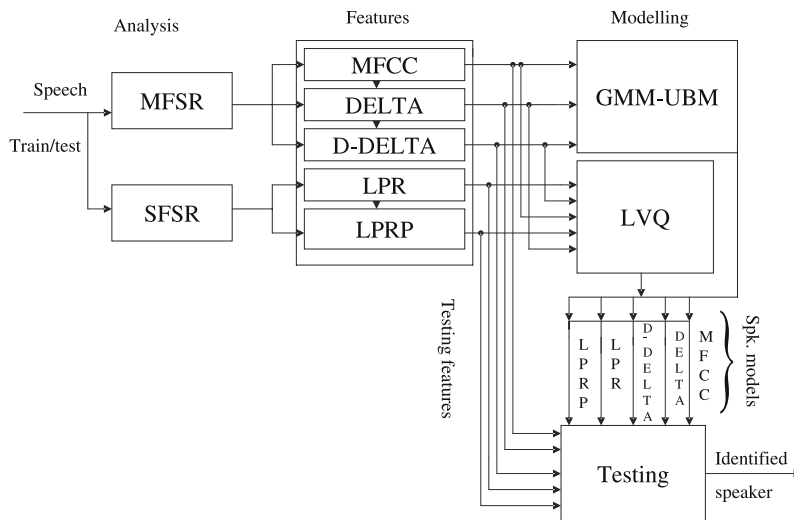 Analysis
Features
Modelling
Speech
Train/test
MFSR
SFSR
MFCC
DELTA
D-DELTA
LPR
LPRP
GMM-UBM
LVQ
Testing features
LPRP
LPR
D-DELTA
DELTA
MFCC
Spk. models
Testing
Identified
speaker